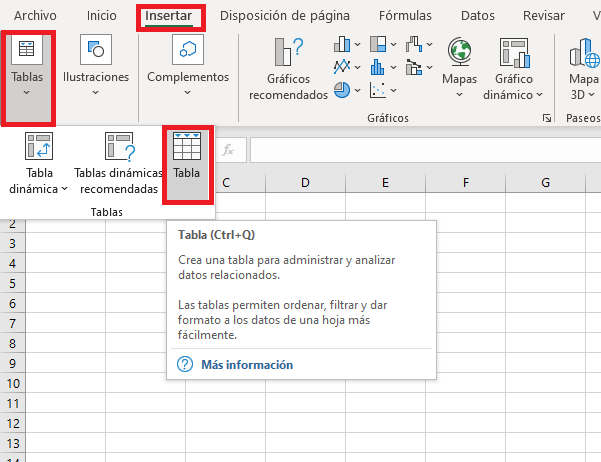 Archivo Inicio Insertar Disposición de página Fórmulas Datos Revisar V
Tablas Ilustraciones Complementos Gráficos recomendados Mapas Gráfico dinámico Mapa 3D
Gráficos Paseos
Tabla dinámica Tablas dinámicas recomendadas Tabla
Tablas
fx
C D E F G
Tabla (Ctrl+Q)
Crea una tabla para administrar y analizar
datos relacionados.
Las tablas permiten ordenar, filtrar y dar
formato a los datos de una hoja más
fácilmente.
? Más información
2
3
4
5
6
7
8
9
10
11
12
13
14